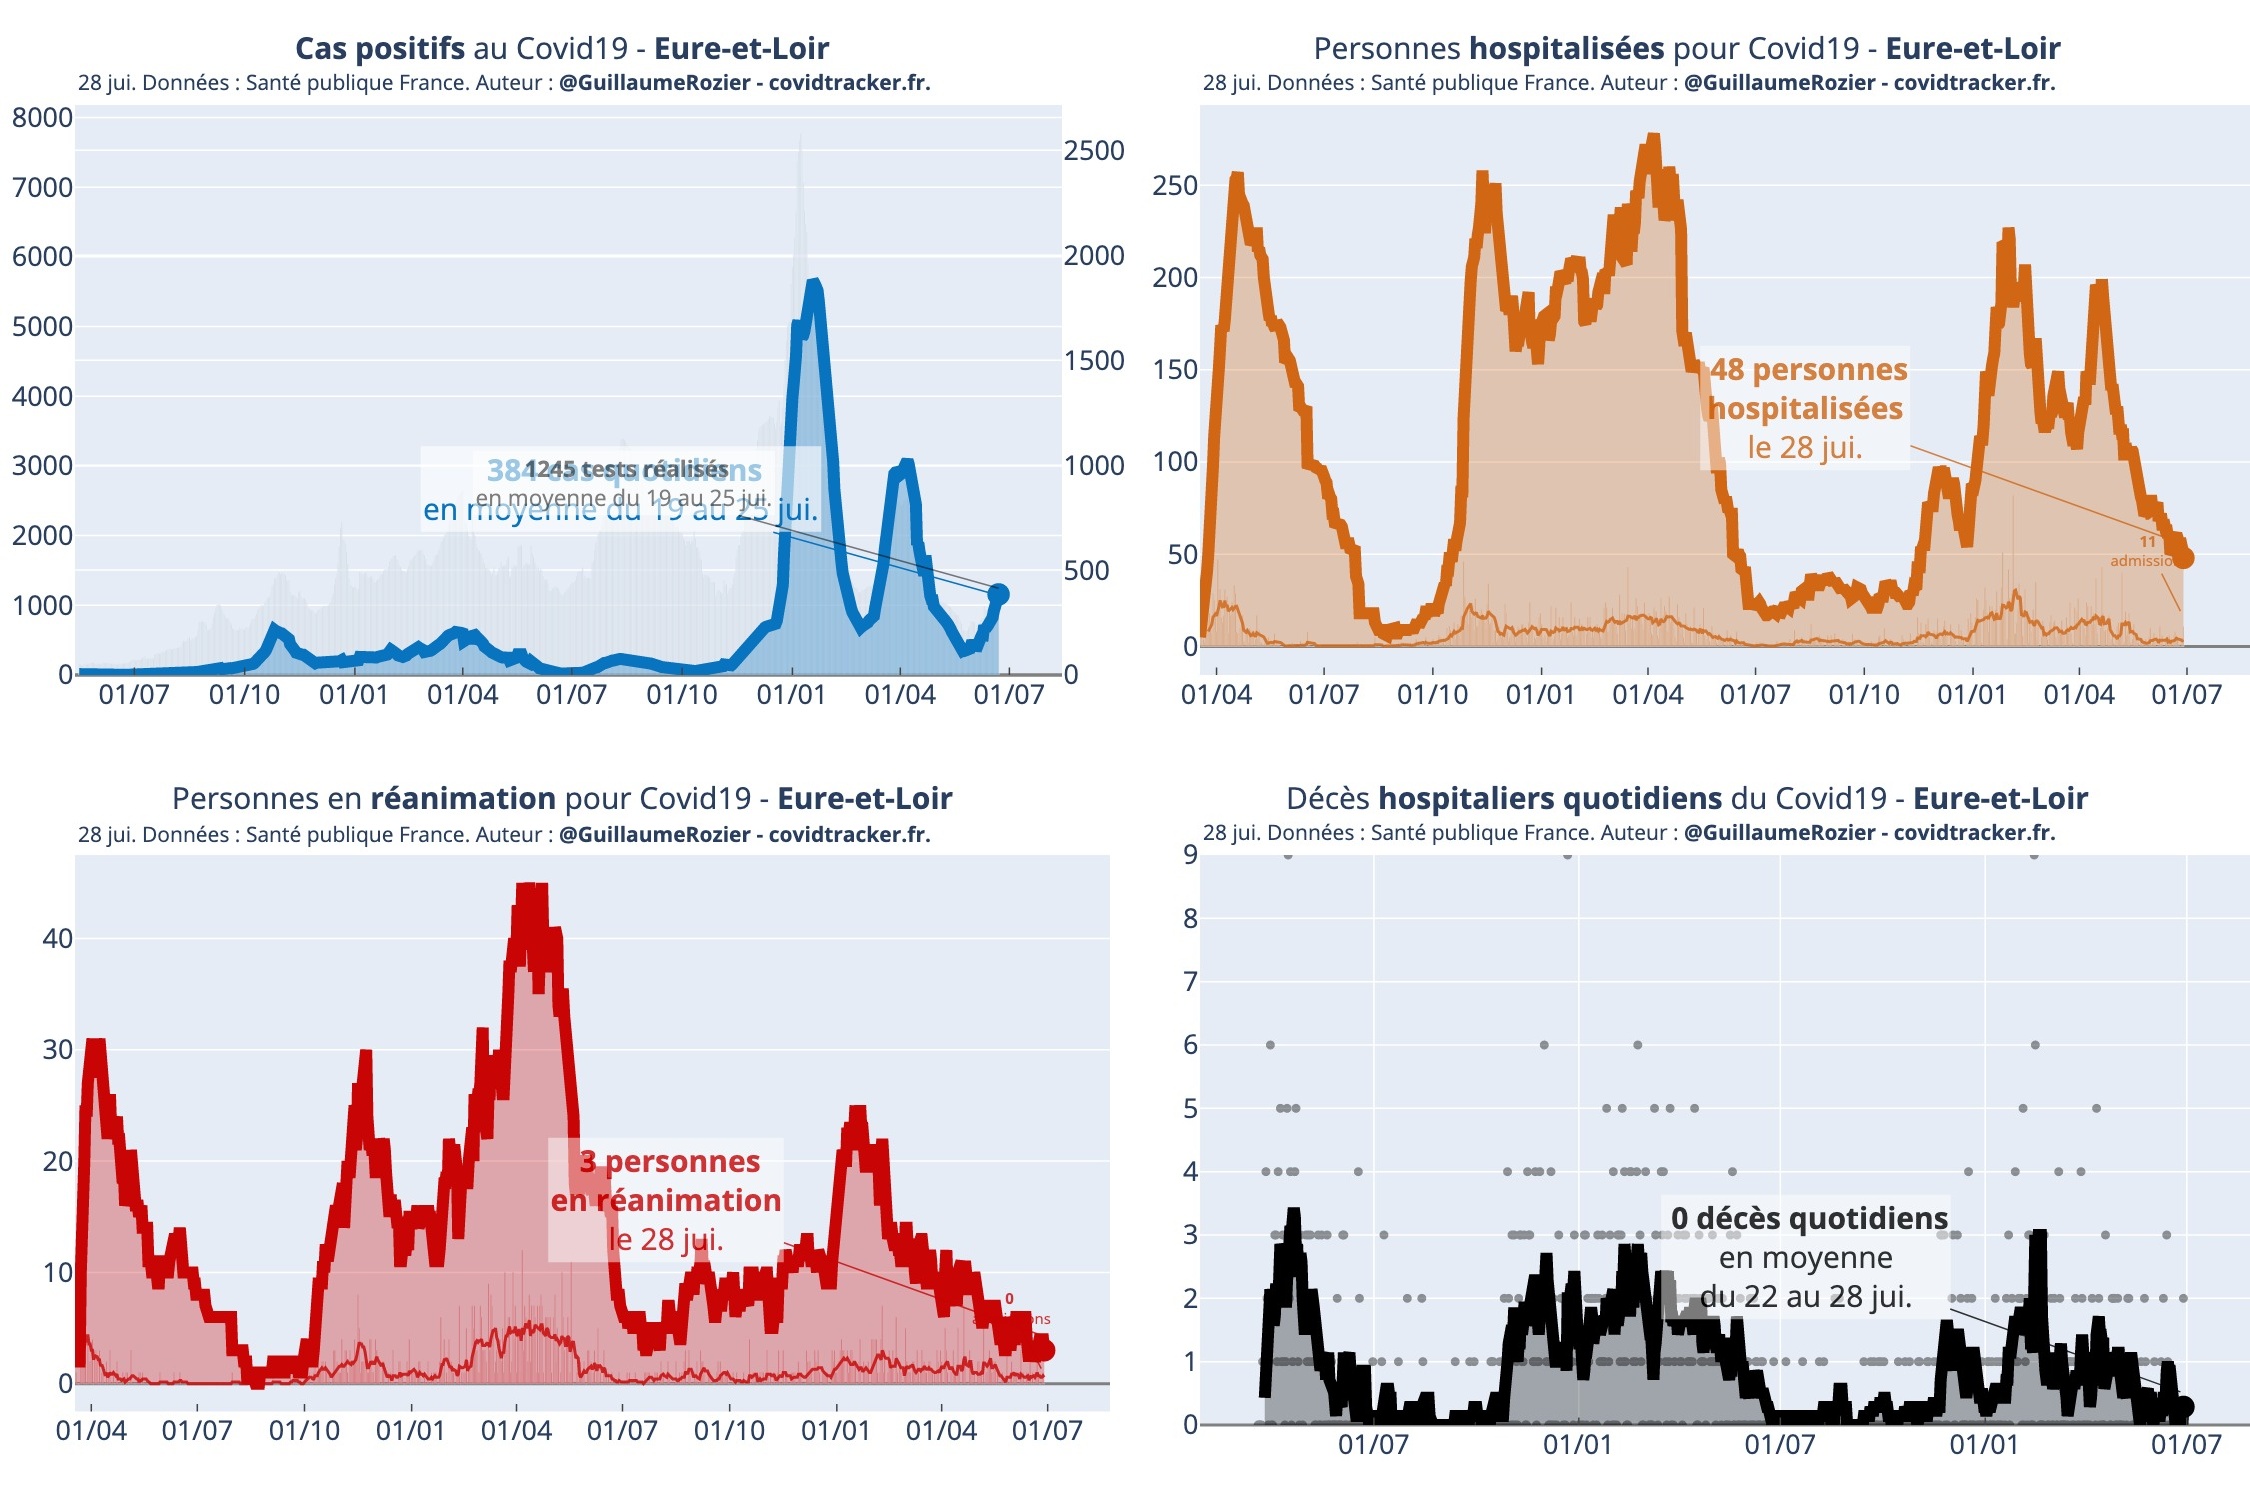 Cas positifs au Covid19 - Eure-et-Loir
28 jui. Données : Santé publique France. Auteur : @GuillaumeRozier - covidtracker.fr.
8000
7000
6000
5000
4000
3000
2000
1000
0
2500
2000
1500
1000
500
0
384 cas quotidiens
en moyenne du 19 au 25 jui.
1245 tests réalisés
en moyenne du 19 au 25 jui.
01/07 01/10 01/01 01/04 01/07 01/10 01/01 01/04 01/07
Personnes hospitalisées pour Covid19 - Eure-et-Loir
28 jui. Données : Santé publique France. Auteur : @GuillaumeRozier - covidtracker.fr.
250
200
150
100
50
0
48 personnes
hospitalisées
le 28 jui.
11
01/04 01/07 01/10 01/01 01/04 01/07 01/10 01/01 01/04 01/07
Personnes en réanimation pour Covid19 - Eure-et-Loir
28 jui. Données : Santé publique France. Auteur : @GuillaumeRozier - covidtracker.fr.
40
30
20
10
0
3 personnes
en réanimation
le 28 jui.
0
01/04 01/07 01/10 01/01 01/04 01/07 01/10 01/01 01/04 01/07
Décès hospitaliers quotidiens du Covid19 - Eure-et-Loir
28 jui. Données : Santé publique France. Auteur : @GuillaumeRozier - covidtracker.fr.
9
8
7
6
5
4
3
2
1
0
0 décès quotidiens
en moyenne
du 22 au 28 jui.
01/07 01/01 01/07 01/01 01/07